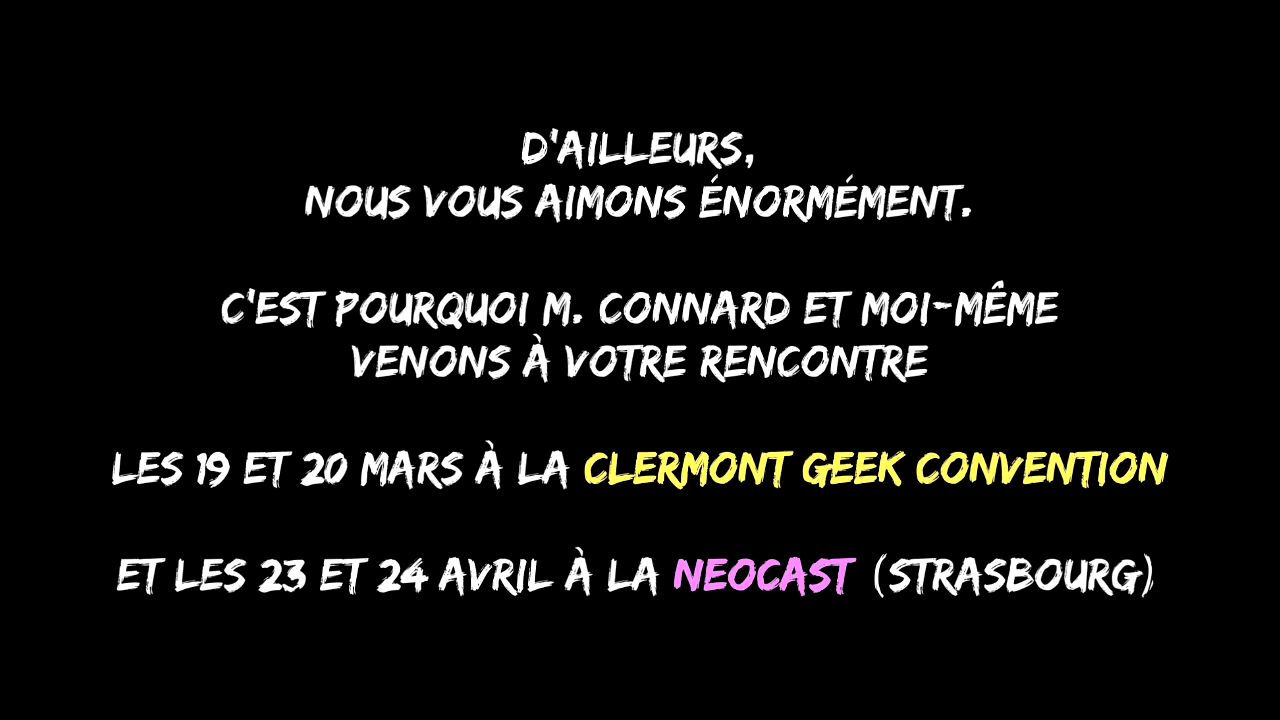 D'AILLEURS,
NOUS VOUS AIMONS ÉNORMÉMENT.
C'EST POURQUOI M. CONNARD ET MOI-MÊME
VENONS À VOTRE RENCONTRE
LES 19 ET 20 MARS À LA CLERMONT GEEK CONVENTION
ET LES 23 ET 24 AVRIL À LA NEOCAST (STRASBOURG)